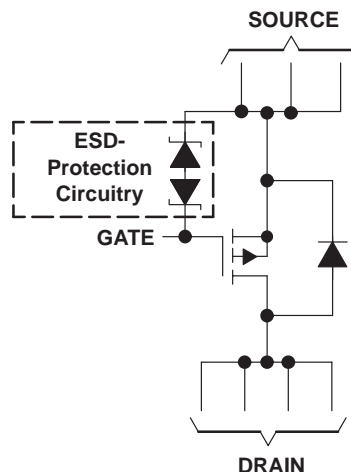 SOURCE
ESD-
Protection
Circuitry
GATE
DRAIN